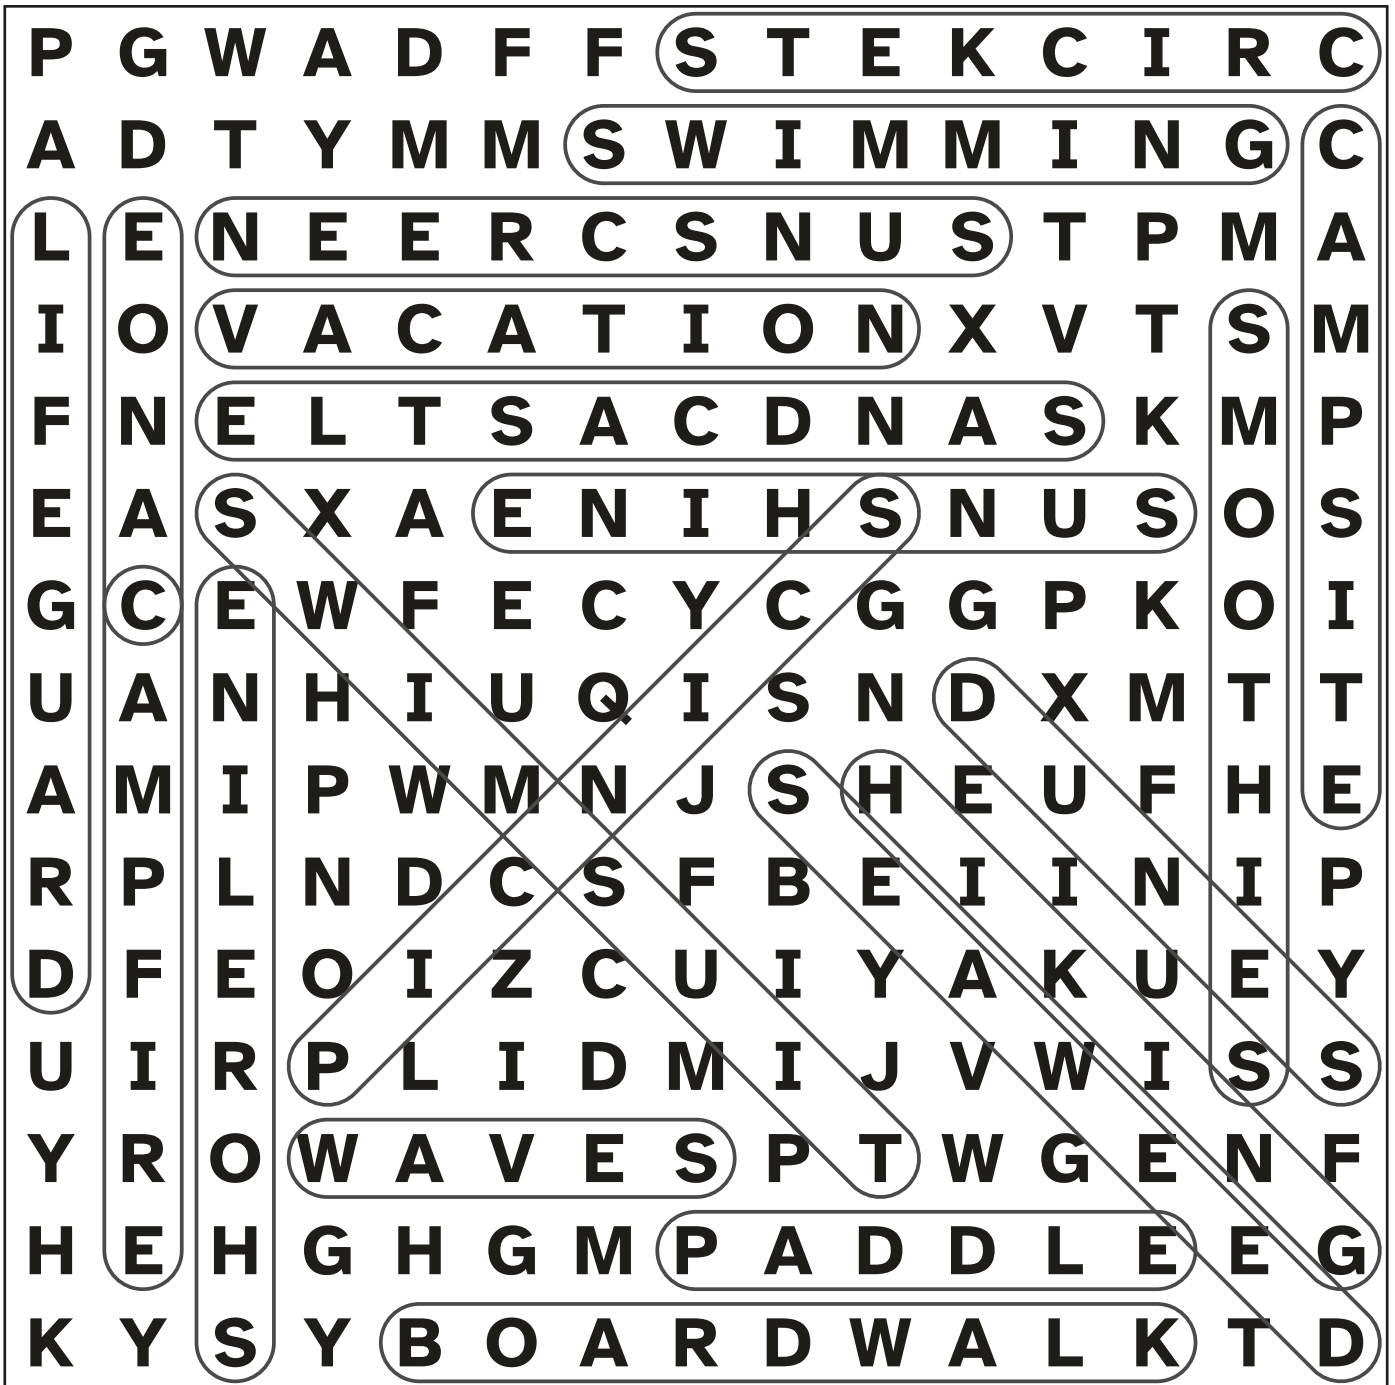 P G W A D F F S T E K C I R C
A D T Y M M S W I M M I N G C
L E N E E R C S N U S T P M A
I O V A C A T I O N X V T S M
F N E L T S A C D N A S K M P
E A S X A E N I H S N U S O S
G C E W F E C Y C G G P K O I
U A N H I U Q I S N D X M T T
A M I P W M N J S H E U F H E
R P L N D C S F B E I I N I P
D F E O I Z C U I Y A K U E Y
U I R P L I D M I J V W I S S
Y R O W A V E S P T W G E N F
H E H G H G M P A D D L E E G
K Y S Y B O A R D W A L K T D